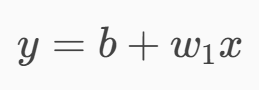 y = b + w₁x